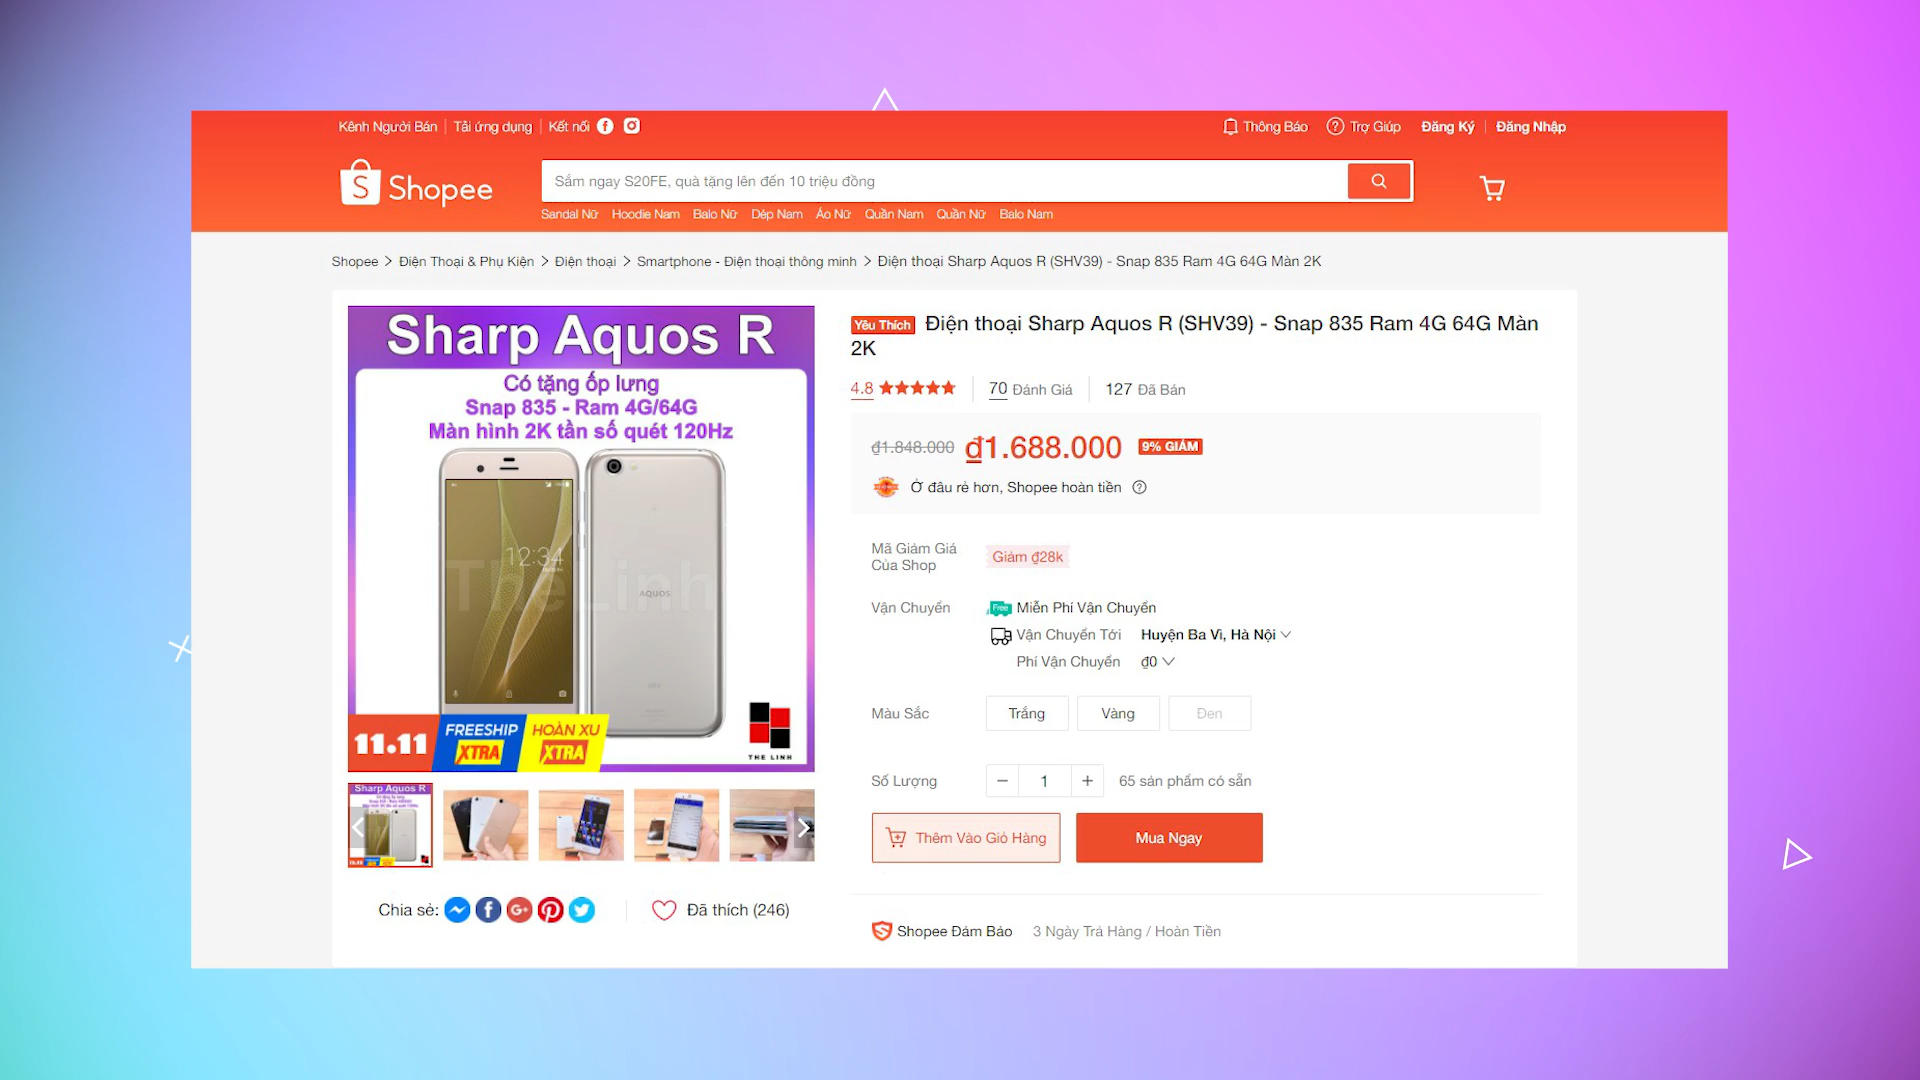 Kênh Người Bán
Tải ứng dụng
Kết nối
Thông Báo
Trợ Giúp
Đăng Ký
Đăng Nhập
Shopee
Sắm ngay S20FE, quà tặng lên đến 10 triệu đồng
Sandal Nữ Hoodie Nam Balo Nữ Dép Nam Áo Nữ Quần Nam Quần Nữ Balo Nam
Shopee > Điện Thoại & Phụ Kiện > Điện thoại > Smartphone - Điện thoại thông minh > Điện thoại Sharp Aquos R (SHV39) - Snap 835 Ram 4G 64G Màn 2K
Sharp Aquos R
Có tặng ốp lưng
Snap 835 - Ram 4G/64G
Màn hình 2K tần số quét 120Hz
12:34
AQUOS
TheLinh
11.11
FREESHIP
XTRA
HOÀN XU
XTRA
THE LINH
Sharp Aquos R
Chia sẻ:
Đã thích (246)
Yêu Thích Điện thoại Sharp Aquos R (SHV39) - Snap 835 Ram 4G 64G Màn
2K
4.8
70 Đánh Giá
127 Đã Bán
₫1.848.000 ₫1.688.000 9% GIẢM
Ở đâu rẻ hơn, Shopee hoàn tiền
Mã Giảm Giá
Của Shop
Giảm ₫28k
Vận Chuyển
Free Miễn Phí Vận Chuyển
Vận Chuyển Tới Huyện Ba Vì, Hà Nội
Phí Vận Chuyển ₫0
Màu Sắc Trắng Vàng Đen
Số Lượng − 1 + 65 sản phẩm có sẵn
Thêm Vào Giỏ Hàng
Mua Ngay
Shopee Đảm Bảo 3 Ngày Trả Hàng / Hoàn Tiền